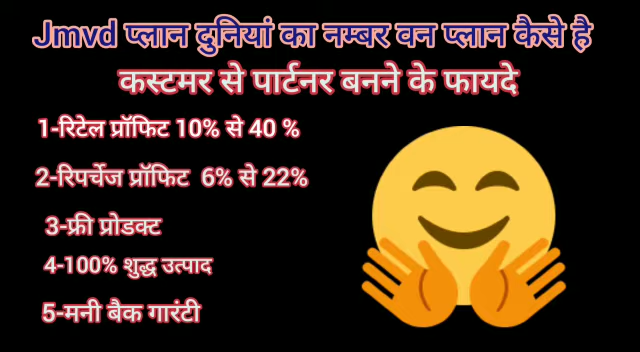 Jmvd प्लान दुनियां का नम्बर वन प्लान कैसे है
कस्टमर से पार्टनर बनने के फायदे
1-रिटेल प्रॉफिट 10% से 40 %
2-रिपर्चेज प्रॉफिट 6% से 22%
3-फ्री प्रोडक्ट
4-100% शुद्ध उत्पाद
5-मनी बैक गारंटी